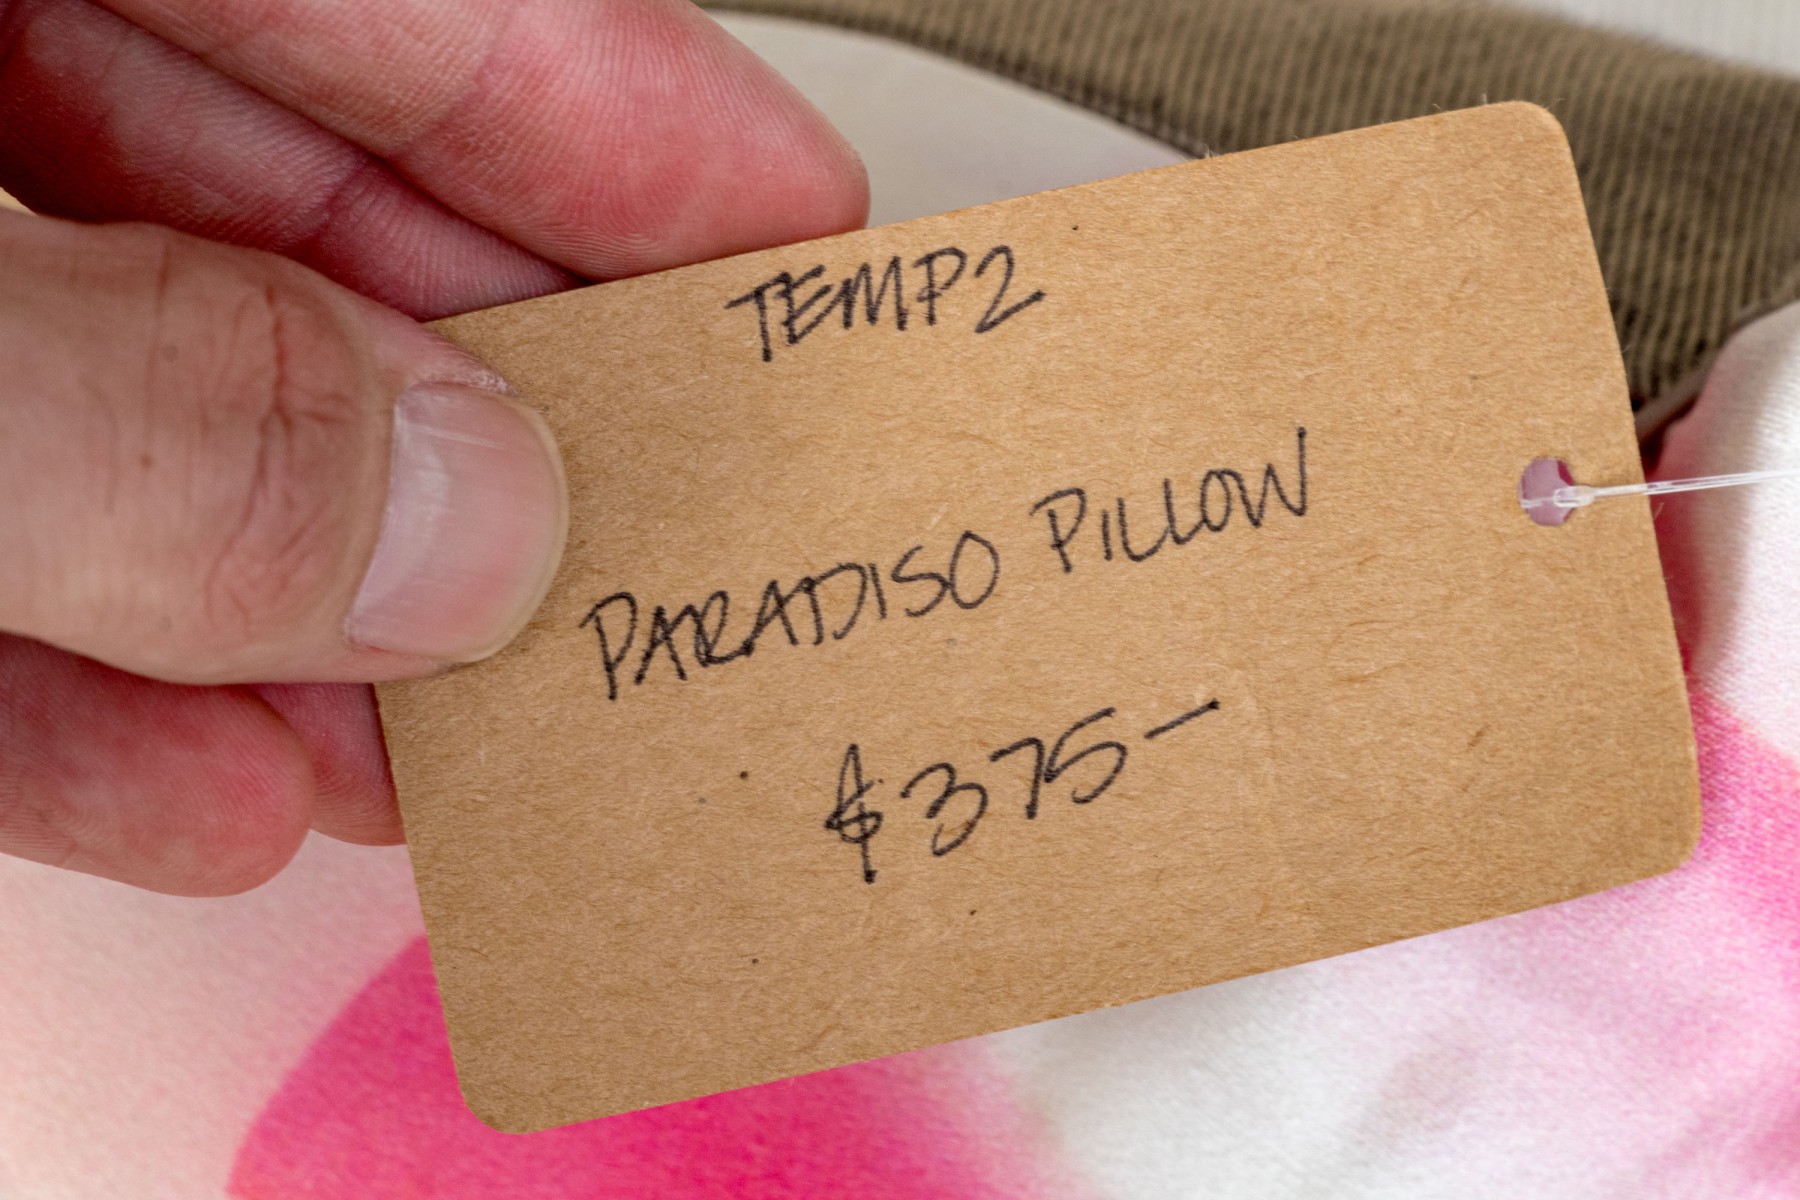 TEMP2
PARADISO PILLOW
$375-